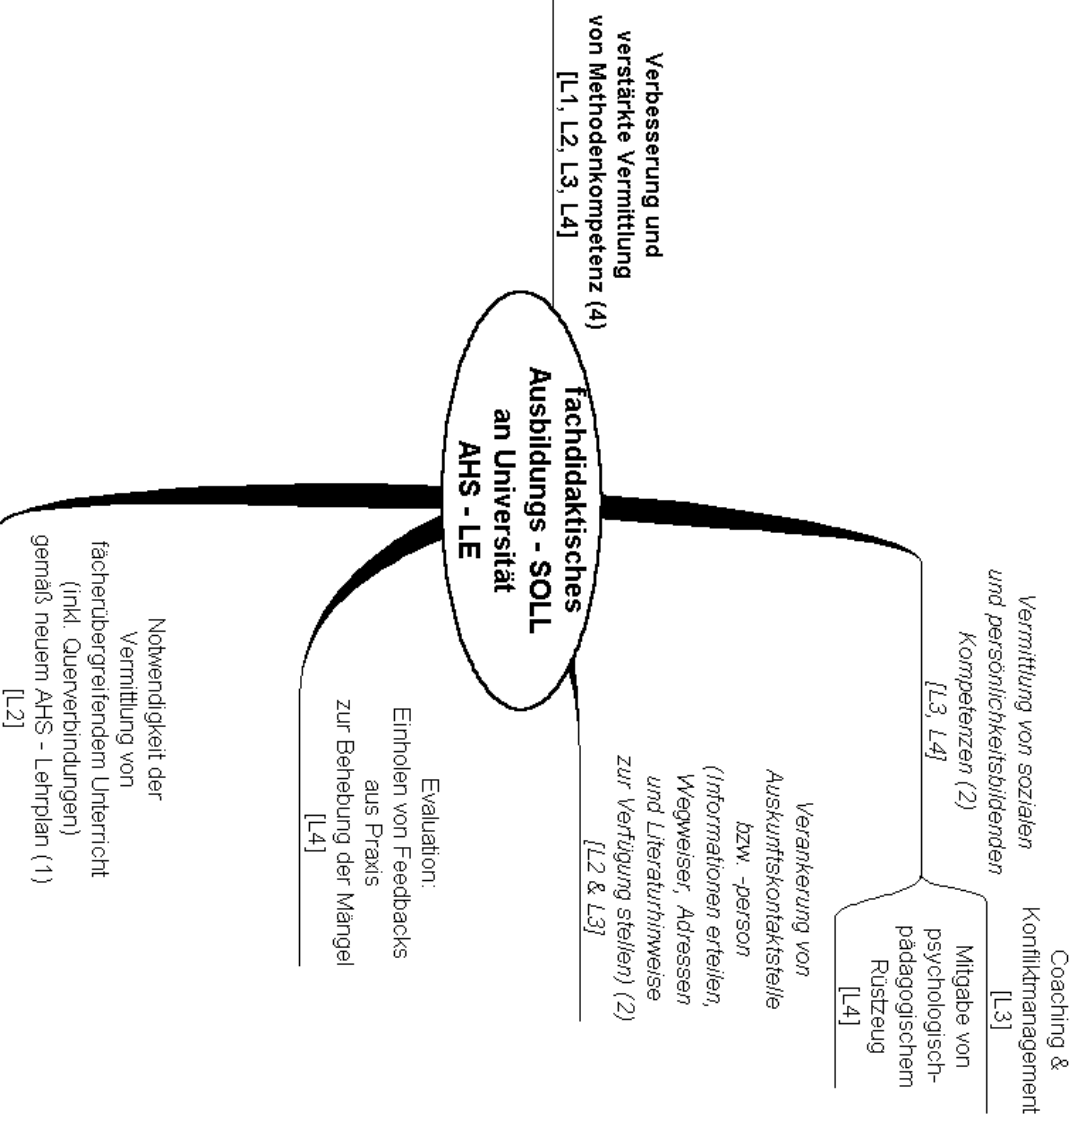 Verbesserung und
verstärkte Vermittlung
von Methodenkompetenz (4)
[L1, L2, L3, L4]
fachdidaktisches
Ausbildungs - SOLL
an Universität
AHS - LE
Vermittlung von sozialen
und persönlichkeitsbildenden
Kompetenzen (2)
[L3, L4]
Coaching &
Konfliktmanagement
[L3]
Mitgabe von
psychologisch-
pädagogischem
Rüstzeug
[L4]
Verankerung von
Auskunftskontaktstelle
bzw. -person
(Informationen erteilen,
Wegweiser, Adressen
und Literaturhinweise
zur Verfügung stellen) (2)
[L2 & L3]
Evaluation:
Einholen von Feedbacks
aus Praxis
zur Behebung der Mängel
[L4]
Notwendigkeit der
Vermittlung von
fächerübergreifendem Unterricht
(inkl. Querverbindungen)
gemäß neuem AHS - Lehrplan (1)
[L2]